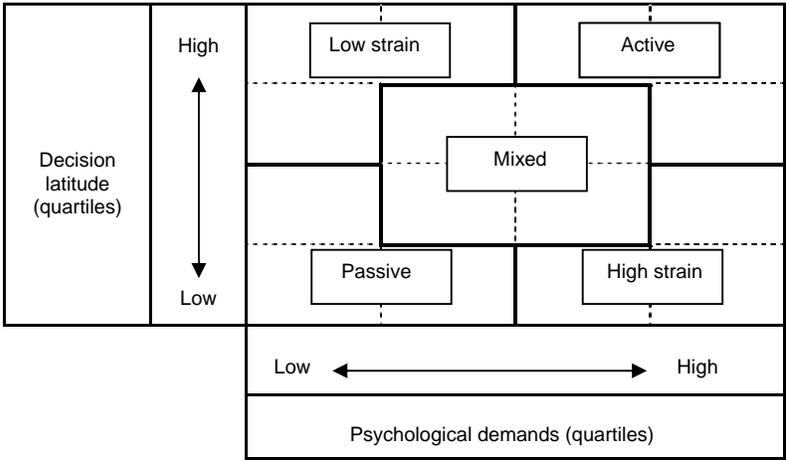 High
Low strain
Active
Decision
latitude
(quartiles)
Mixed
Low
Passive
High strain
Low
High
Psychological demands (quartiles)